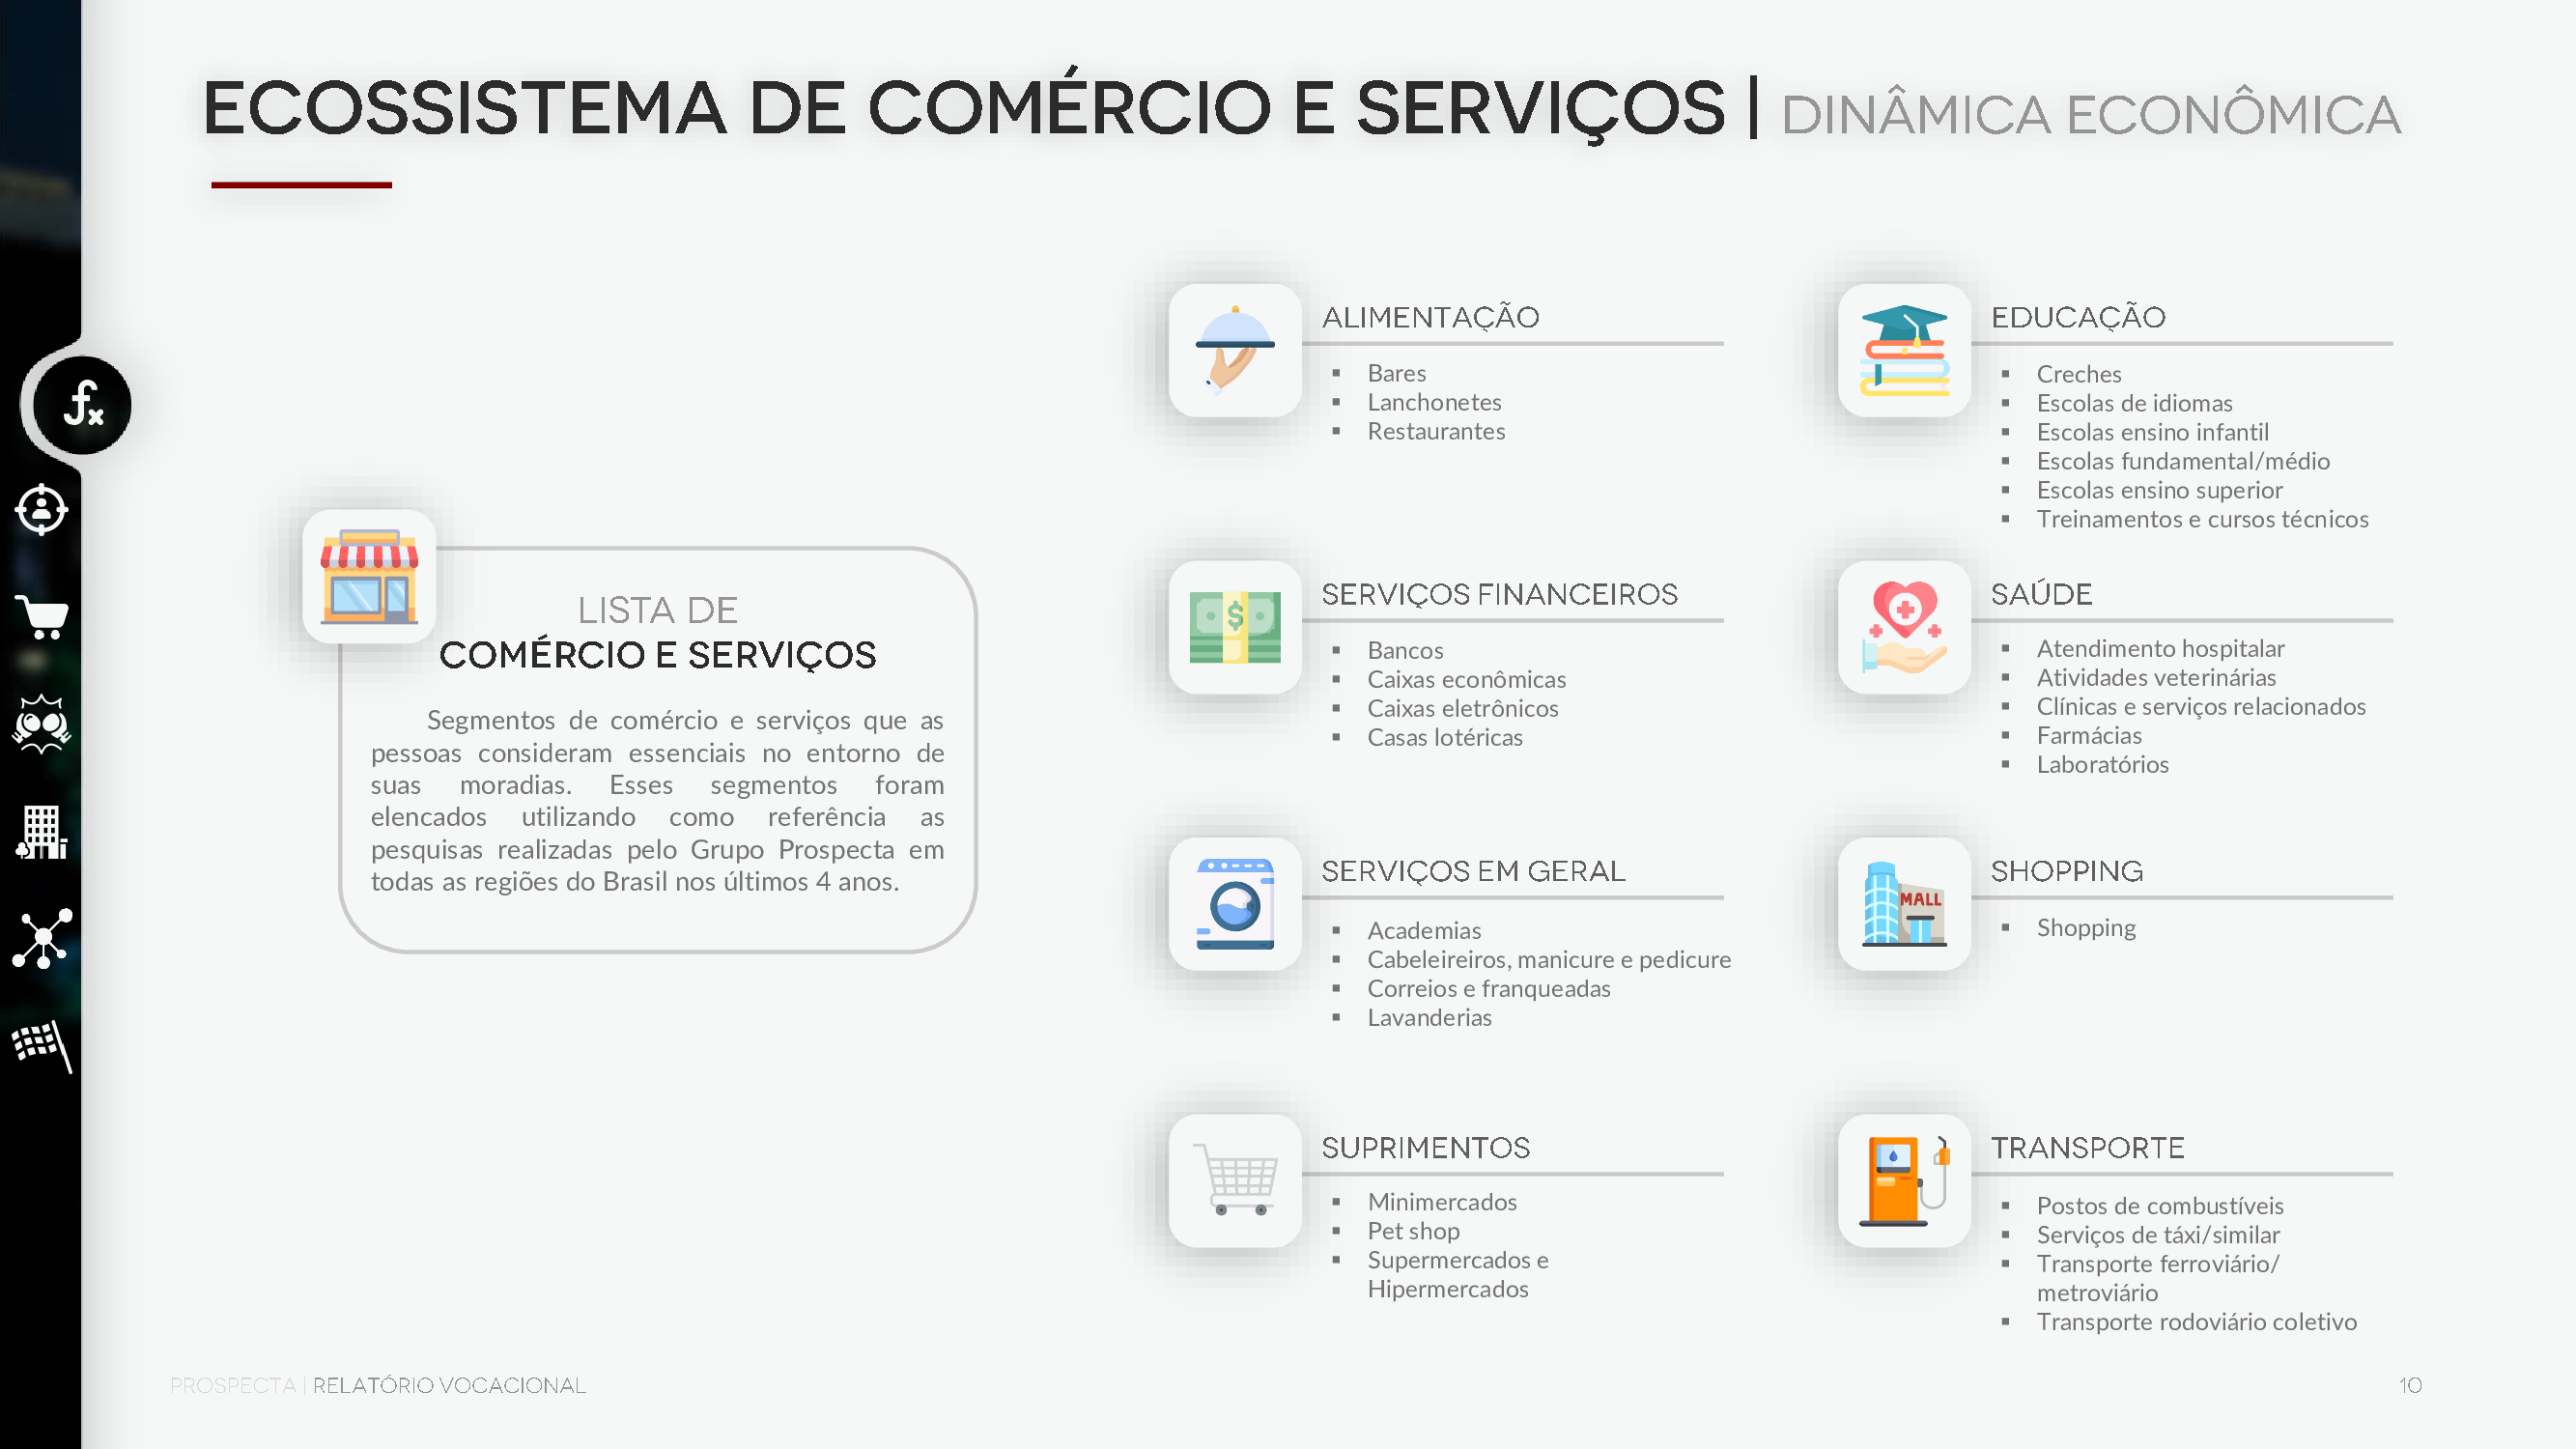 ECOSSISTEMA DE COMÉRCIO E SERVIÇOS | DINÂMICA ECONÔMICA
LISTA DE
COMÉRCIO E SERVIÇOS
Segmentos de comércio e serviços que as
pessoas consideram essenciais no entorno de
suas moradias. Esses segmentos foram
elencados utilizando como referência as
pesquisas realizadas pelo Grupo Prospecta em
todas as regiões do Brasil nos últimos 4 anos.
ALIMENTAÇÃO
▪ Bares
▪ Lanchonetes
▪ Restaurantes
SERVIÇOS FINANCEIROS
▪ Bancos
▪ Caixas econômicas
▪ Caixas eletrônicos
▪ Casas lotéricas
SERVIÇOS EM GERAL
▪ Academias
▪ Cabeleireiros, manicure e pedicure
▪ Correios e franqueadas
▪ Lavanderias
SUPRIMENTOS
▪ Minimercados
▪ Pet shop
▪ Supermercados e
Hipermercados
EDUCAÇÃO
▪ Creches
▪ Escolas de idiomas
▪ Escolas ensino infantil
▪ Escolas fundamental/médio
▪ Escolas ensino superior
▪ Treinamentos e cursos técnicos
SAÚDE
▪ Atendimento hospitalar
▪ Atividades veterinárias
▪ Clínicas e serviços relacionados
▪ Farmácias
▪ Laboratórios
MALL
SHOPPING
▪ Shopping
TRANSPORTE
▪ Postos de combustíveis
▪ Serviços de táxi/similar
▪ Transporte ferroviário/
metroviário
▪ Transporte rodoviário coletivo
PROSPECTA | RELATÓRIO VOCACIONAL
10